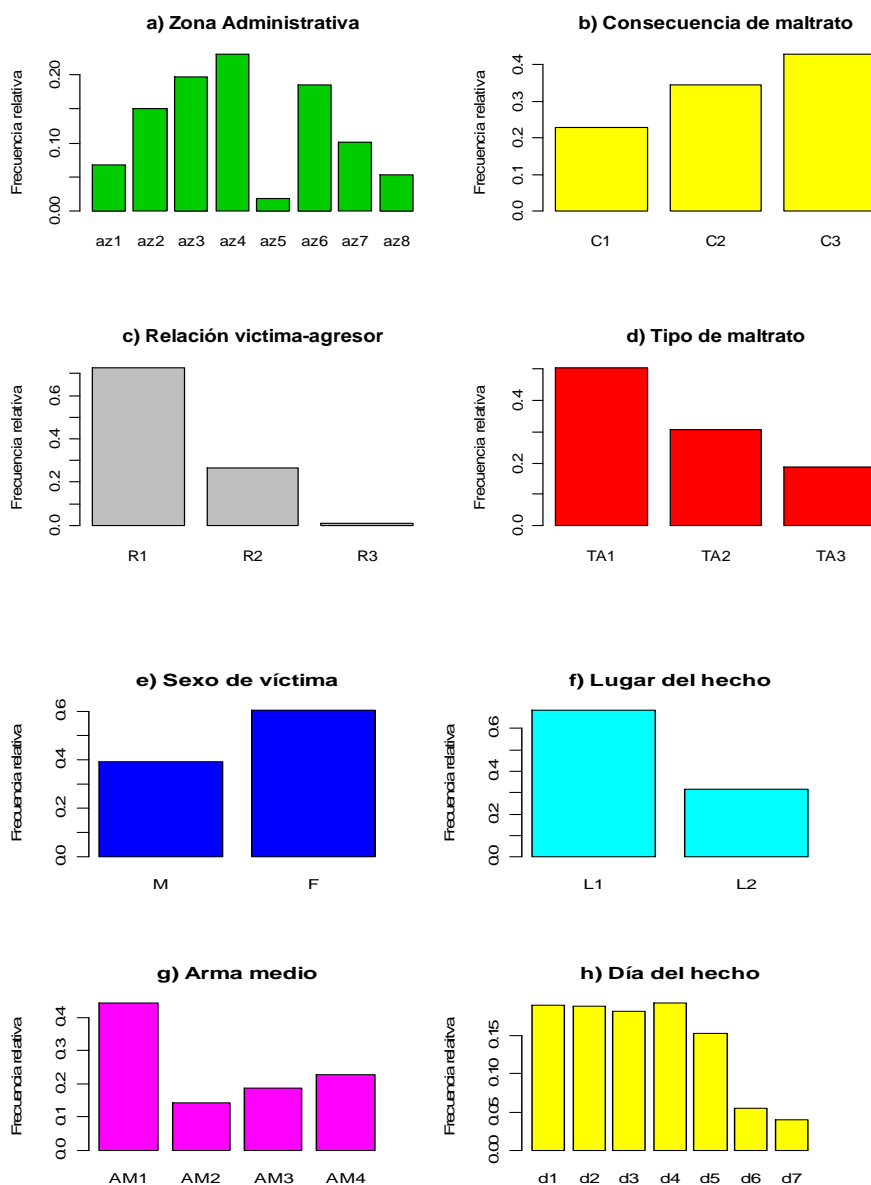 a) Zona Administrativa
Frecuencia relativa
0.00 0.10 0.20
az1 az2 az3 az4 az5 az6 az7 az8
b) Consecuencia de maltrato
Frecuencia relativa
0.0 0.1 0.2 0.3 0.4
C1 C2 C3
c) Relación victima-agresor
Frecuencia relativa
0.0 0.2 0.4 0.6
R1 R2 R3
d) Tipo de maltrato
Frecuencia relativa
0.0 0.2 0.4
TA1 TA2 TA3
e) Sexo de víctima
Frecuencia relativa
0.0 0.2 0.4 0.6
M F
f) Lugar del hecho
Frecuencia relativa
0.0 0.2 0.4 0.6
L1 L2
g) Arma medio
Frecuencia relativa
0.0 0.1 0.2 0.3 0.4
AM1 AM2 AM3 AM4
h) Día del hecho
Frecuencia relativa
0.00 0.05 0.10 0.15
d1 d2 d3 d4 d5 d6 d7